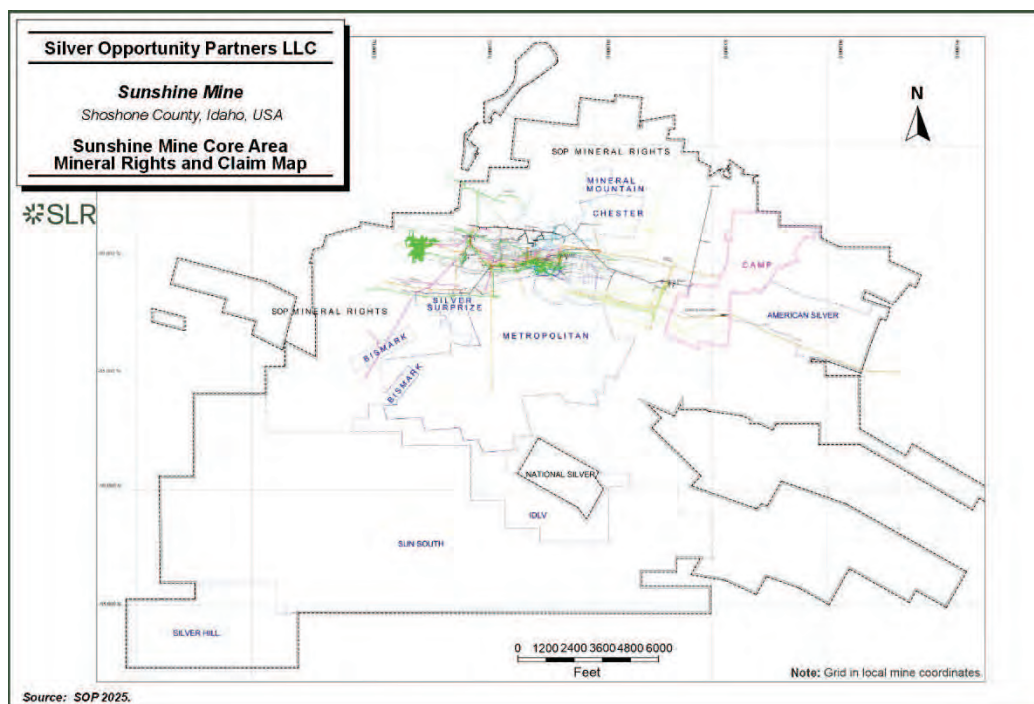 Silver Opportunity Partners LLC
Sunshine Mine
Shoshone County, Idaho, USA
Sunshine Mine Core Area
Mineral Rights and Claim Map
SLR
N
SOP MINERAL RIGHTS
MINERAL
MOUNTAIN
CHESTER
CAMP
SILVER
SURPRIZE
SOP MINERAL RIGHTS
AMERICAN SILVER
METROPOLITAN
BISMARK
BISMARK
NATIONAL SILVER
IDLV
SUN SOUTH
SILVER HILL
0 1200 2400 3600 4800 6000
Feet
Note: Grid in local mine coordinates.
Source: SOP 2025.